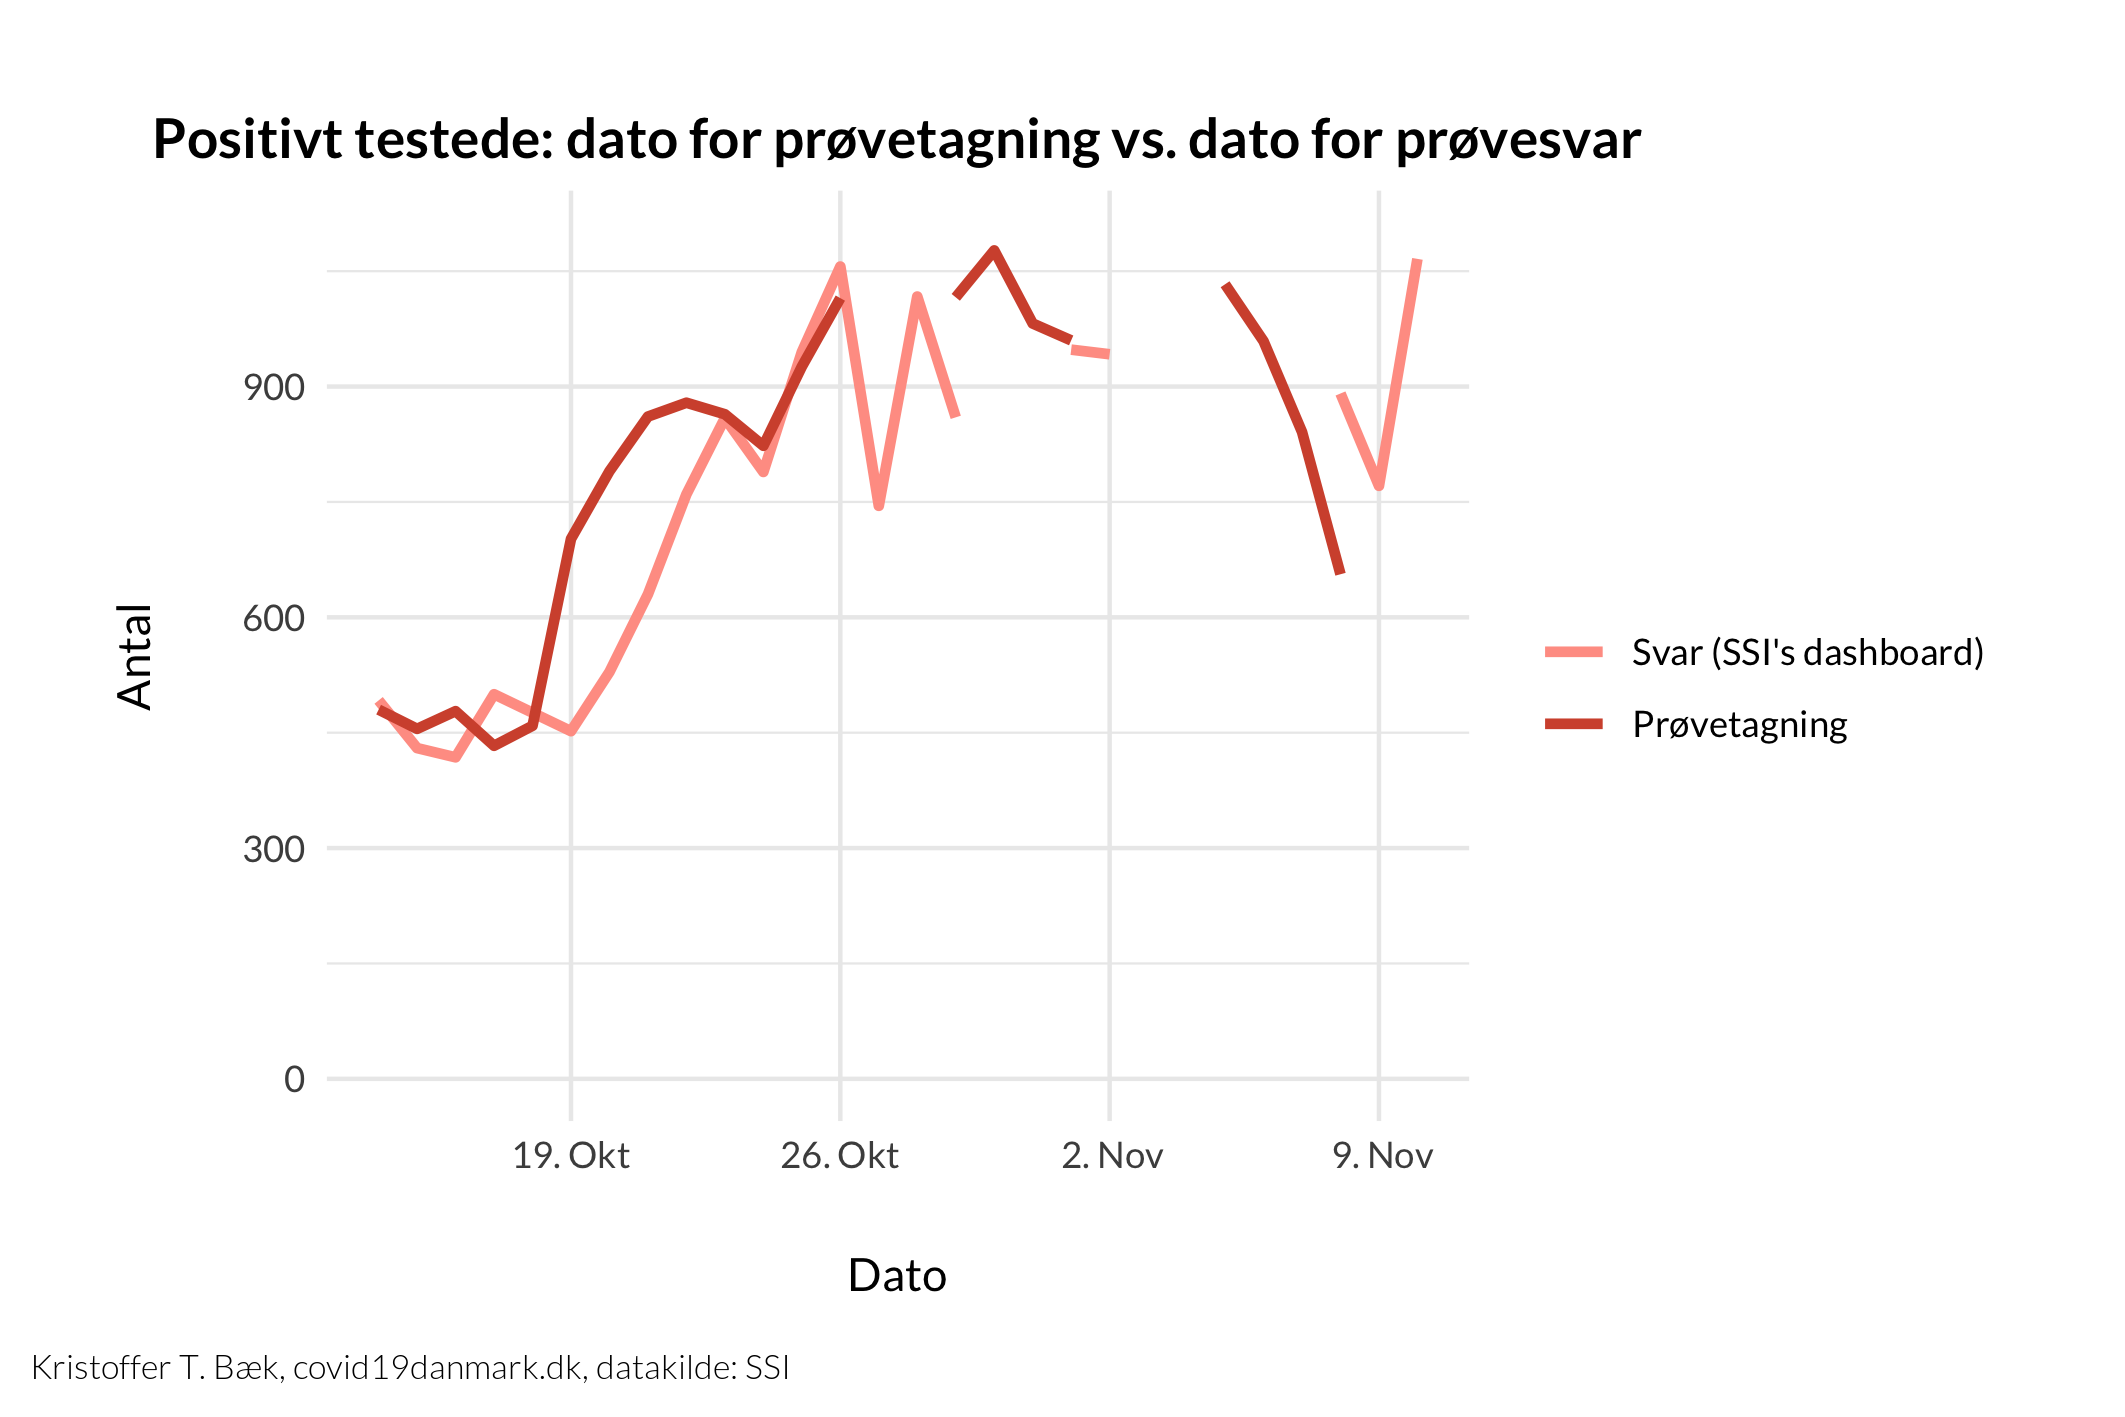 Positivt testede: dato for prøvetagning vs. dato for prøvesvar
Antal
900
600
300
0
19. Okt
26. Okt
2. Nov
9. Nov
Dato
Svar (SSI's dashboard)
Prøvetagning
Kristoffer T. Bæk, covid19danmark.dk, datakilde: SSI